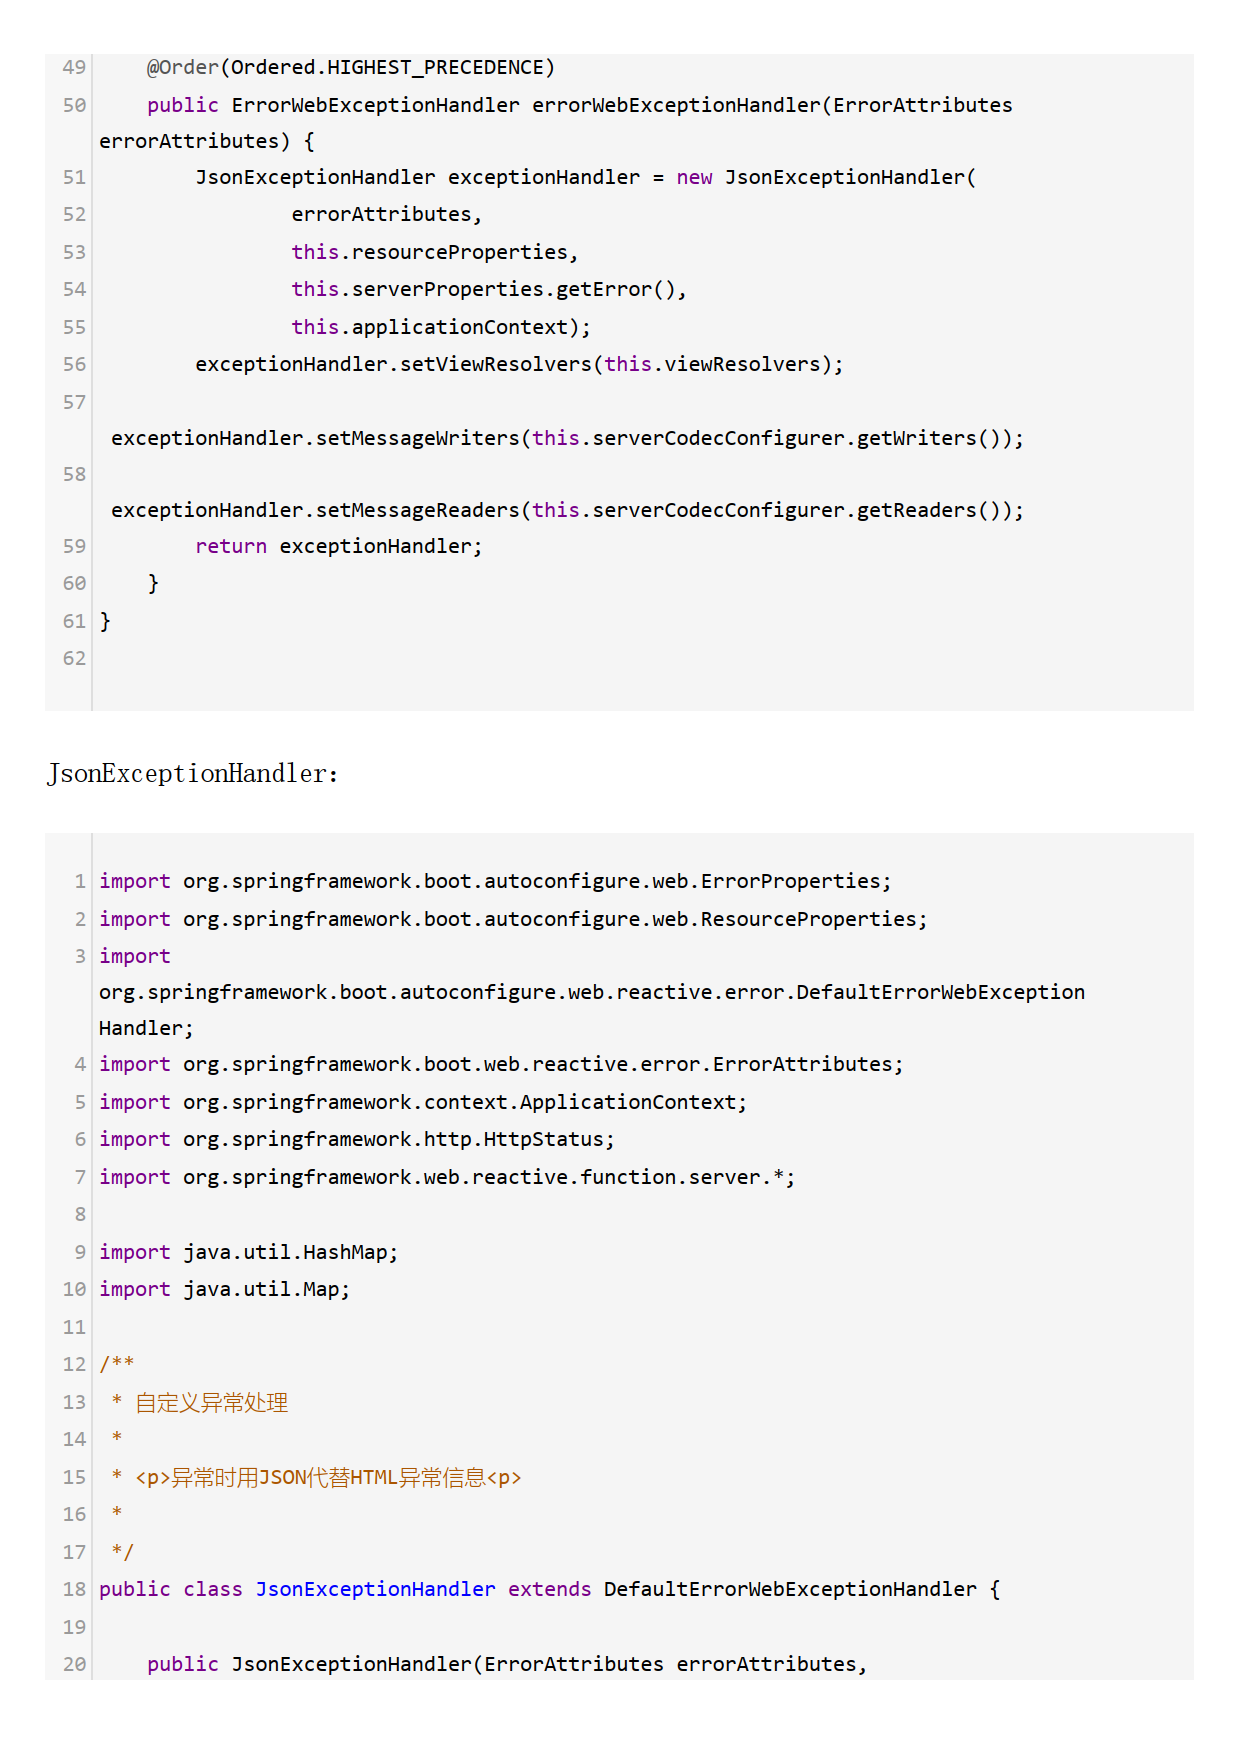 49     @Order(Ordered.HIGHEST_PRECEDENCE)
50     public ErrorWebExceptionHandler errorWebExceptionHandler(ErrorAttributes
errorAttributes) {
51         JsonExceptionHandler exceptionHandler = new JsonExceptionHandler(
52                 errorAttributes,
53                 this.resourceProperties,
54                 this.serverProperties.getError(),
55                 this.applicationContext);
56         exceptionHandler.setViewResolvers(this.viewResolvers);
57
 exceptionHandler.setMessageWriters(this.serverCodecConfigurer.getWriters());
58
 exceptionHandler.setMessageReaders(this.serverCodecConfigurer.getReaders());
59         return exceptionHandler;
60     }
61 }
62
JsonExceptionHandler：
1 import org.springframework.boot.autoconfigure.web.ErrorProperties;
2 import org.springframework.boot.autoconfigure.web.ResourceProperties;
3 import
org.springframework.boot.autoconfigure.web.reactive.error.DefaultErrorWebException
Handler;
4 import org.springframework.boot.web.reactive.error.ErrorAttributes;
5 import org.springframework.context.ApplicationContext;
6 import org.springframework.http.HttpStatus;
7 import org.springframework.web.reactive.function.server.*;
8
9 import java.util.HashMap;
10 import java.util.Map;
11
12 /**
13  * 自定义异常处理
14  *
15  * <p>异常时用JSON代替HTML异常信息<p>
16  *
17  */
18 public class JsonExceptionHandler extends DefaultErrorWebExceptionHandler {
19
20     public JsonExceptionHandler(ErrorAttributes errorAttributes,